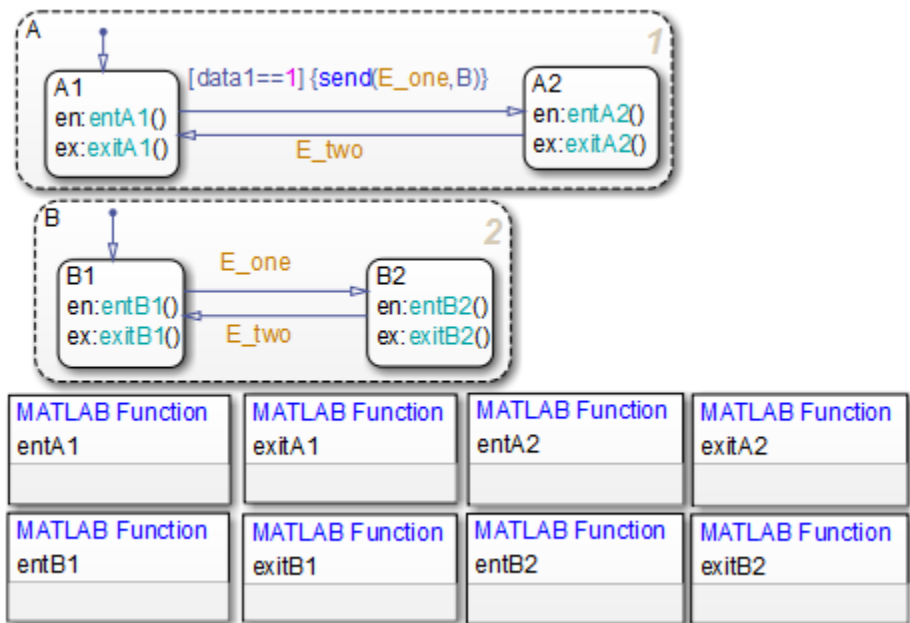 A
1
A1
en:entA1()
ex:exitA1()
[data1==1]{send(E_one,B)}
E_two
A2
en:entA2()
ex:exitA2()
B
2
B1
en:entB1()
ex:exitB1()
E_one
E_two
B2
en:entB2()
ex:exitB2()
MATLAB Function
entA1
MATLAB Function
exitA1
MATLAB Function
entA2
MATLAB Function
exitA2
MATLAB Function
entB1
MATLAB Function
exitB1
MATLAB Function
entB2
MATLAB Function
exitB2